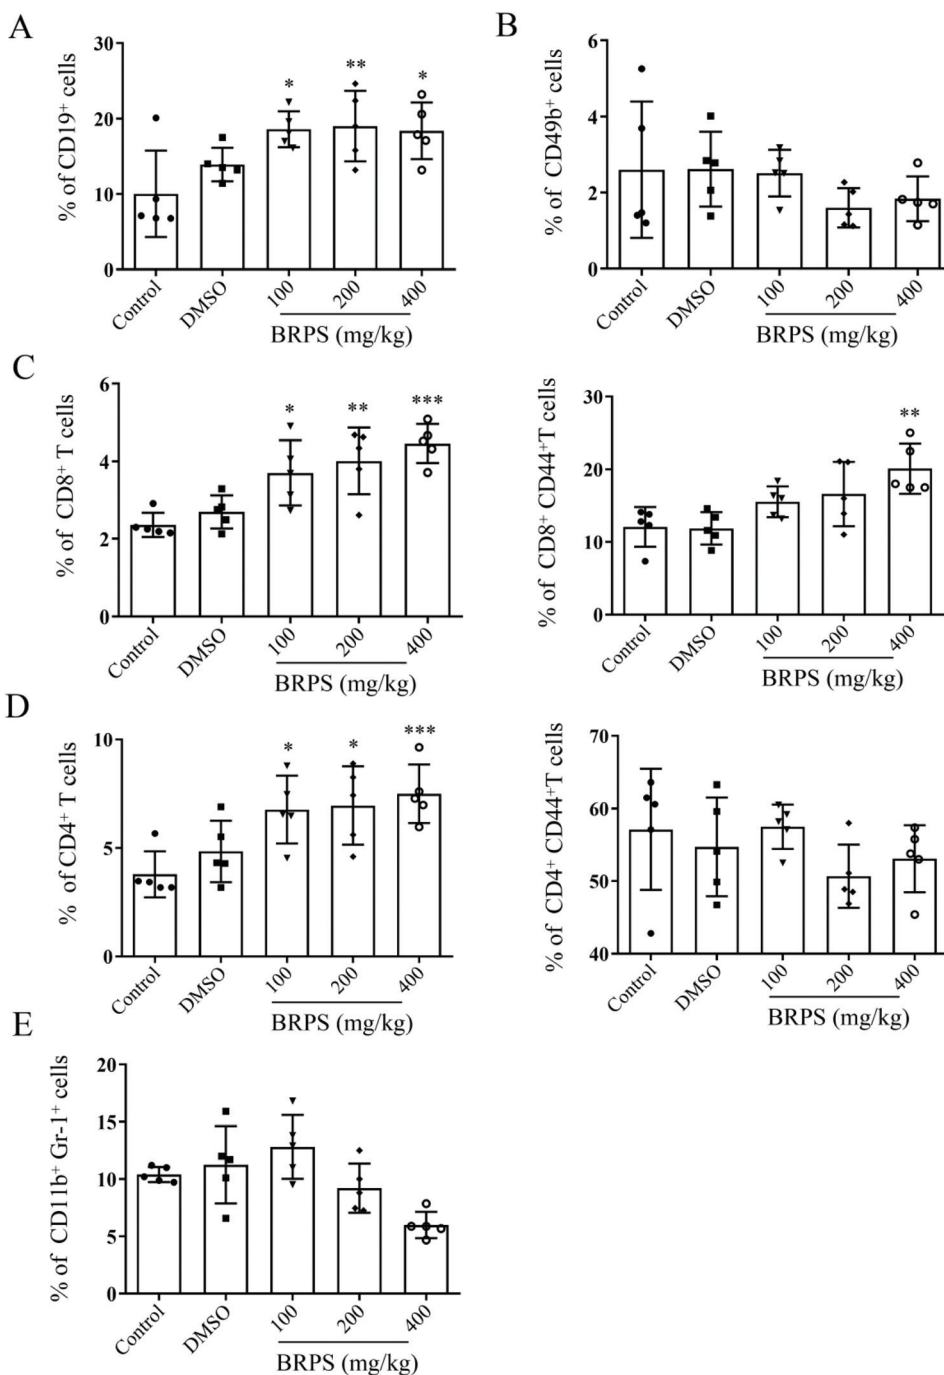 A
% of CD19⁺ cells
30
20
10
0
*
**
*
Control
DMSO
100
200
400
BRPS (mg/kg)
B
% of CD49b⁺ cells
6
4
2
0
Control
DMSO
100
200
400
BRPS (mg/kg)
C
% of CD8⁺ T cells
6
4
2
0
*
**
***
Control
DMSO
100
200
400
BRPS (mg/kg)
% of CD8⁺ CD44⁺T cells
30
20
10
0
**
Control
DMSO
100
200
400
BRPS (mg/kg)
D
% of CD4⁺ T cells
10
5
0
*
*
***
Control
DMSO
100
200
400
BRPS (mg/kg)
% of CD4⁺ CD44⁺T cells
70
60
50
40
Control
DMSO
100
200
400
BRPS (mg/kg)
E
% of CD11b⁺ Gr-1⁺ cells
20
15
10
5
0
Control
DMSO
100
200
400
BRPS (mg/kg)